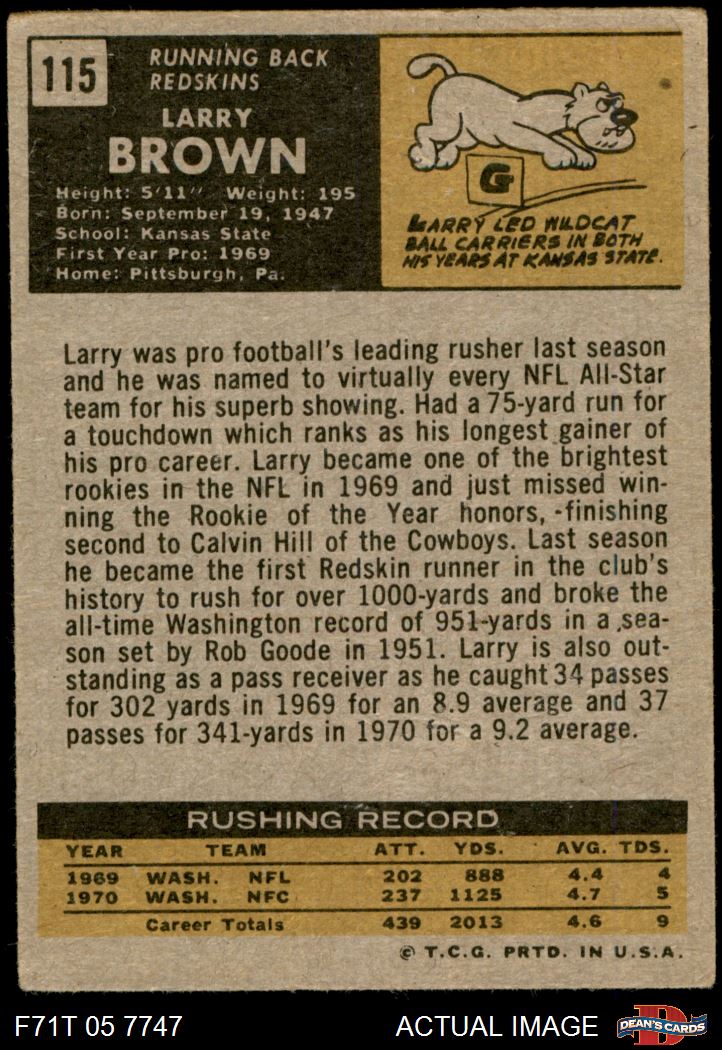 115
RUNNING BACK
REDSKINS
LARRY
BROWN
Height: 5'11" Weight: 195
Born: September 19, 1947
School: Kansas State
First Year Pro: 1969
Home: Pittsburgh, Pa.
G
LARRY LED WILDCAT
BALL CARRIERS IN BOTH
HIS YEARS AT KANSAS STATE.
Larry was pro football's leading rusher last season
and he was named to virtually every NFL All-Star
team for his superb showing. Had a 75-yard run for
a touchdown which ranks as his longest gainer of
his pro career. Larry became one of the brightest
rookies in the NFL in 1969 and just missed win-
ning the Rookie of the Year honors, -finishing
second to Calvin Hill of the Cowboys. Last season
he became the first Redskin runner in the club's
history to rush for over 1000-yards and broke the
all-time Washington record of 951-yards in a sea-
son set by Rob Goode in 1951. Larry is also out-
standing as a pass receiver as he caught 34 passes
for 302 yards in 1969 for an 8.9 average and 37
passes for 341-yards in 1970 for a 9.2 average.
RUSHING RECORD
YEAR TEAM ATT. YDS. AVG. TDS.
1969 WASH. NFL 202 888 4.4 4
1970 WASH. NFC 237 1125 4.7 5
Career Totals 439 2013 4.6 9
© T.C.G. PRTD. IN U.S.A.
F71T 05 7747 ACTUAL IMAGE D DEAN'S CARDS